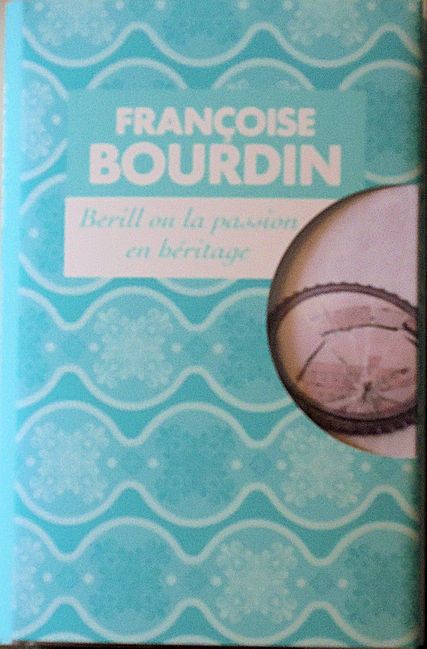 FRANÇOISE
BOURDIN
Bérill ou la passion
en héritage